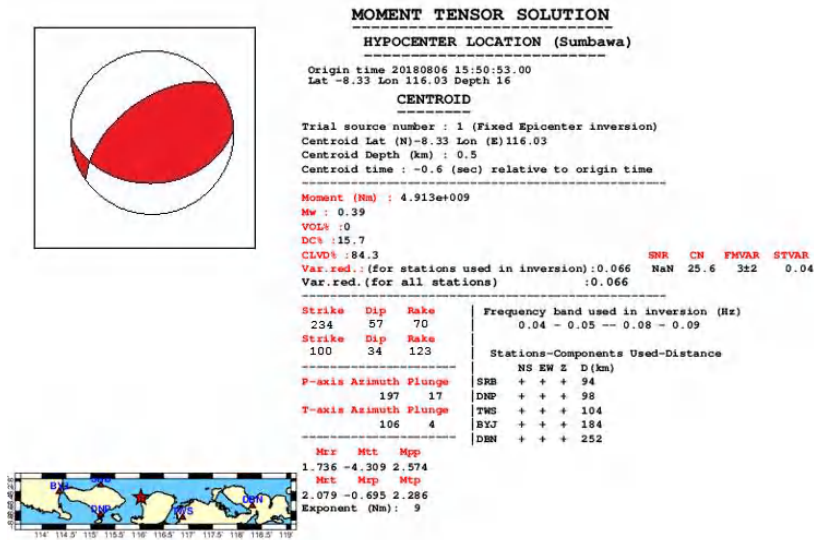 MOMENT TENSOR SOLUTION
HYPOCENTER LOCATION (Sumbawa)
Origin time 20180806 15:50:53.00
Lat -8.33 Lon 116.03 Depth 16
CENTROID
Trial source number : 1 (Fixed Epicenter inversion)
Centroid Lat (N)-8.33 Lon (E)116.03
Centroid Depth (km) : 0.5
Centroid time : -0.6 (sec) relative to origin time
Moment (Nm) : 4.913e+009
Mw : 0.39
VOL% :0
DC% :15.7
CLVD% :84.3
SNR CN FMVAR STVAR
Var.red.:(for stations used in inversion):0.066 NaN 25.6 3±2 0.04
Var.red.(for all stations) :0.066
Strike Dip Rake
234 57 70
Strike Dip Rake
100 34 123
P-axis Azimuth Plunge
197 17
T-axis Azimuth Plunge
106 4
Mrr Mtt Mpp
1.736 -4.309 2.574
Mrt Mrp Mtp
2.079 -0.695 2.286
Exponent (Nm): 9
Frequency band used in inversion (Hz)
0.04 - 0.05 -- 0.08 - 0.09
Stations-Components Used-Distance
NS EW Z D(km)
SRB + + + 94
DNP + + + 98
TWS + + + 104
BYJ + + + 184
DBN + + + 252
BYJ
DNP
DBN
114° 114.5° 115° 115.5° 116° 116.5° 117° 117.5° 118° 118.5° 119°